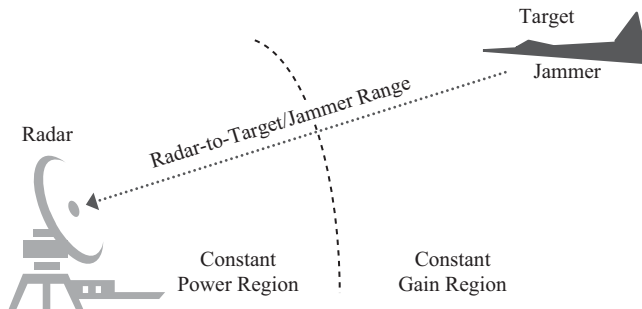 Target
Jammer
Radar-to-Target/Jammer Range
Radar
Constant
Power Region
Constant
Gain Region